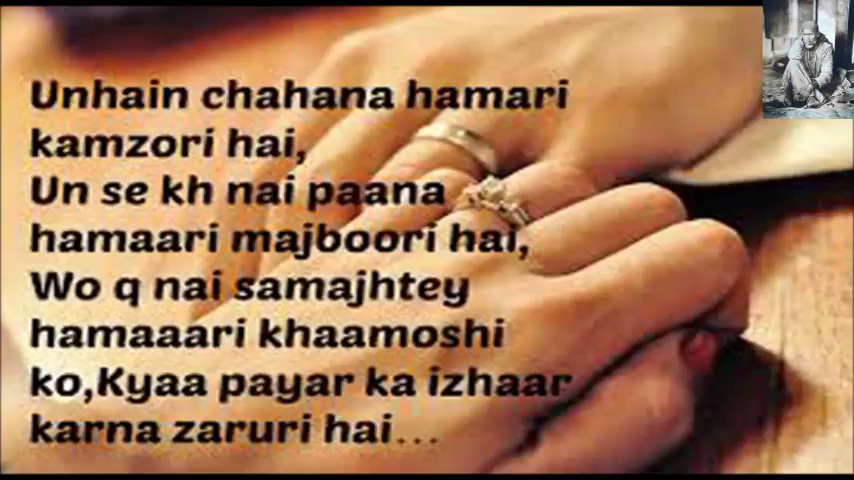 Unhain chahana hamari
kamzori hai,
Un se kh nai paana
hamaari majboori hai,
Wo q nai samajhtey
hamaaari khaamoshi
ko,Kyaa payar ka izhaar
karna zaruri hai...